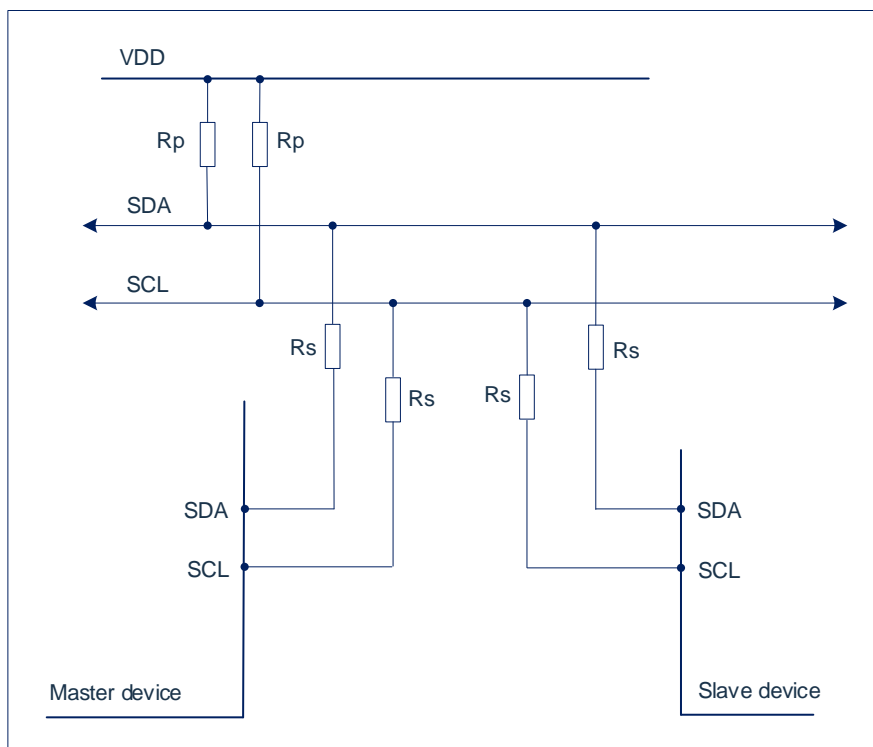 VDD
Rp
Rp
SDA
SCL
Rs
Rs
Rs
Rs
SDA
SDA
SCL
SCL
Master device
Slave device